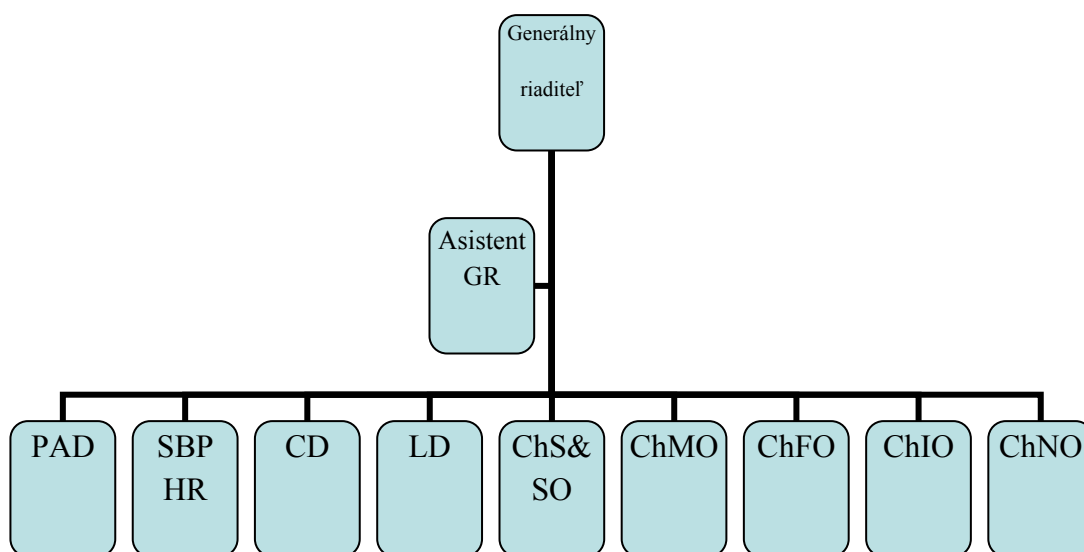 Generálny
riaditeľ
Asistent
GR
PAD
SBP
HR
CD
LD
ChS&
SO
ChMO
ChFO
ChIO
ChNO